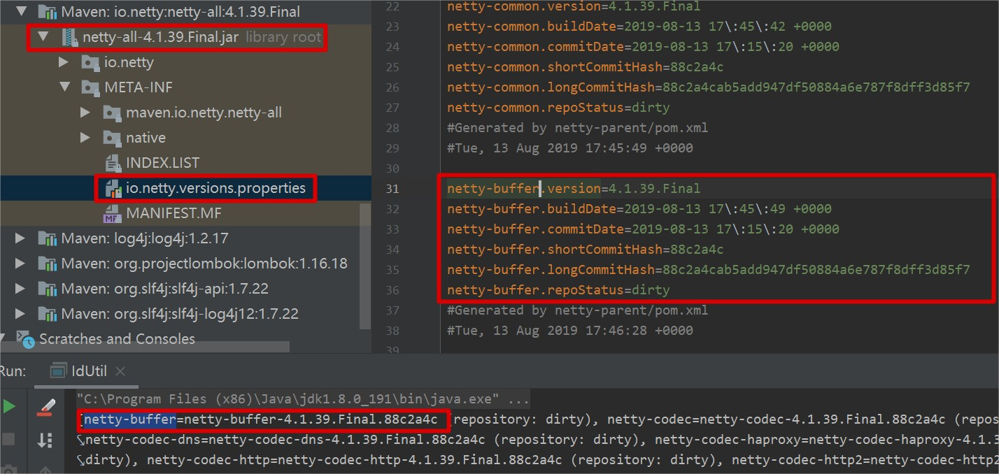 Maven: io.netty:netty-all:4.1.39.Final
netty-all-4.1.39.Final.jar library root
io.netty
META-INF
maven.io.netty.netty-all
native
INDEX.LIST
io.netty.versions.properties
MANIFEST.MF
Maven: log4j:log4j:1.2.17
Maven: org.projectlombok:lombok:1.16.18
Maven: org.slf4j:slf4j-api:1.7.22
Maven: org.slf4j:slf4j-log4j12:1.7.22
Scratches and Consoles
22 netty-common.version=4.1.39.Final
23 netty-common.buildDate=2019-08-13 17\:45\:42 +0000
24 netty-common.commitDate=2019-08-13 17\:15\:20 +0000
25 netty-common.shortCommitHash=88c2a4c
26 netty-common.longCommitHash=88c2a4cab5add947df50884a6e787f8dff3d85f7
27 netty-common.repoStatus=dirty
28 #Generated by netty-parent/pom.xml
29 #Tue, 13 Aug 2019 17:45:49 +0000
30
31 netty-buffer.version=4.1.39.Final
32 netty-buffer.buildDate=2019-08-13 17\:45\:49 +0000
33 netty-buffer.commitDate=2019-08-13 17\:15\:20 +0000
34 netty-buffer.shortCommitHash=88c2a4c
35 netty-buffer.longCommitHash=88c2a4cab5add947df50884a6e787f8dff3d85f7
36 netty-buffer.repoStatus=dirty
37 #Generated by netty-parent/pom.xml
38 #Tue, 13 Aug 2019 17:46:28 +0000
39
Run: IdUtil
"C:\Program Files (x86)\Java\jdk1.8.0_191\bin\java.exe" ...
netty-buffer=netty-buffer-4.1.39.Final.88c2a4c (repository: dirty), netty-codec=netty-codec-4.1.39.Final.88c2a4c (repos
netty-codec-dns=netty-codec-dns-4.1.39.Final.88c2a4c (repository: dirty), netty-codec-haproxy=netty-codec-haproxy-4.1.3
dirty), netty-codec-http=netty-codec-http-4.1.39.Final.88c2a4c (repository: dirty), netty-codec-http2=netty-codec-http2